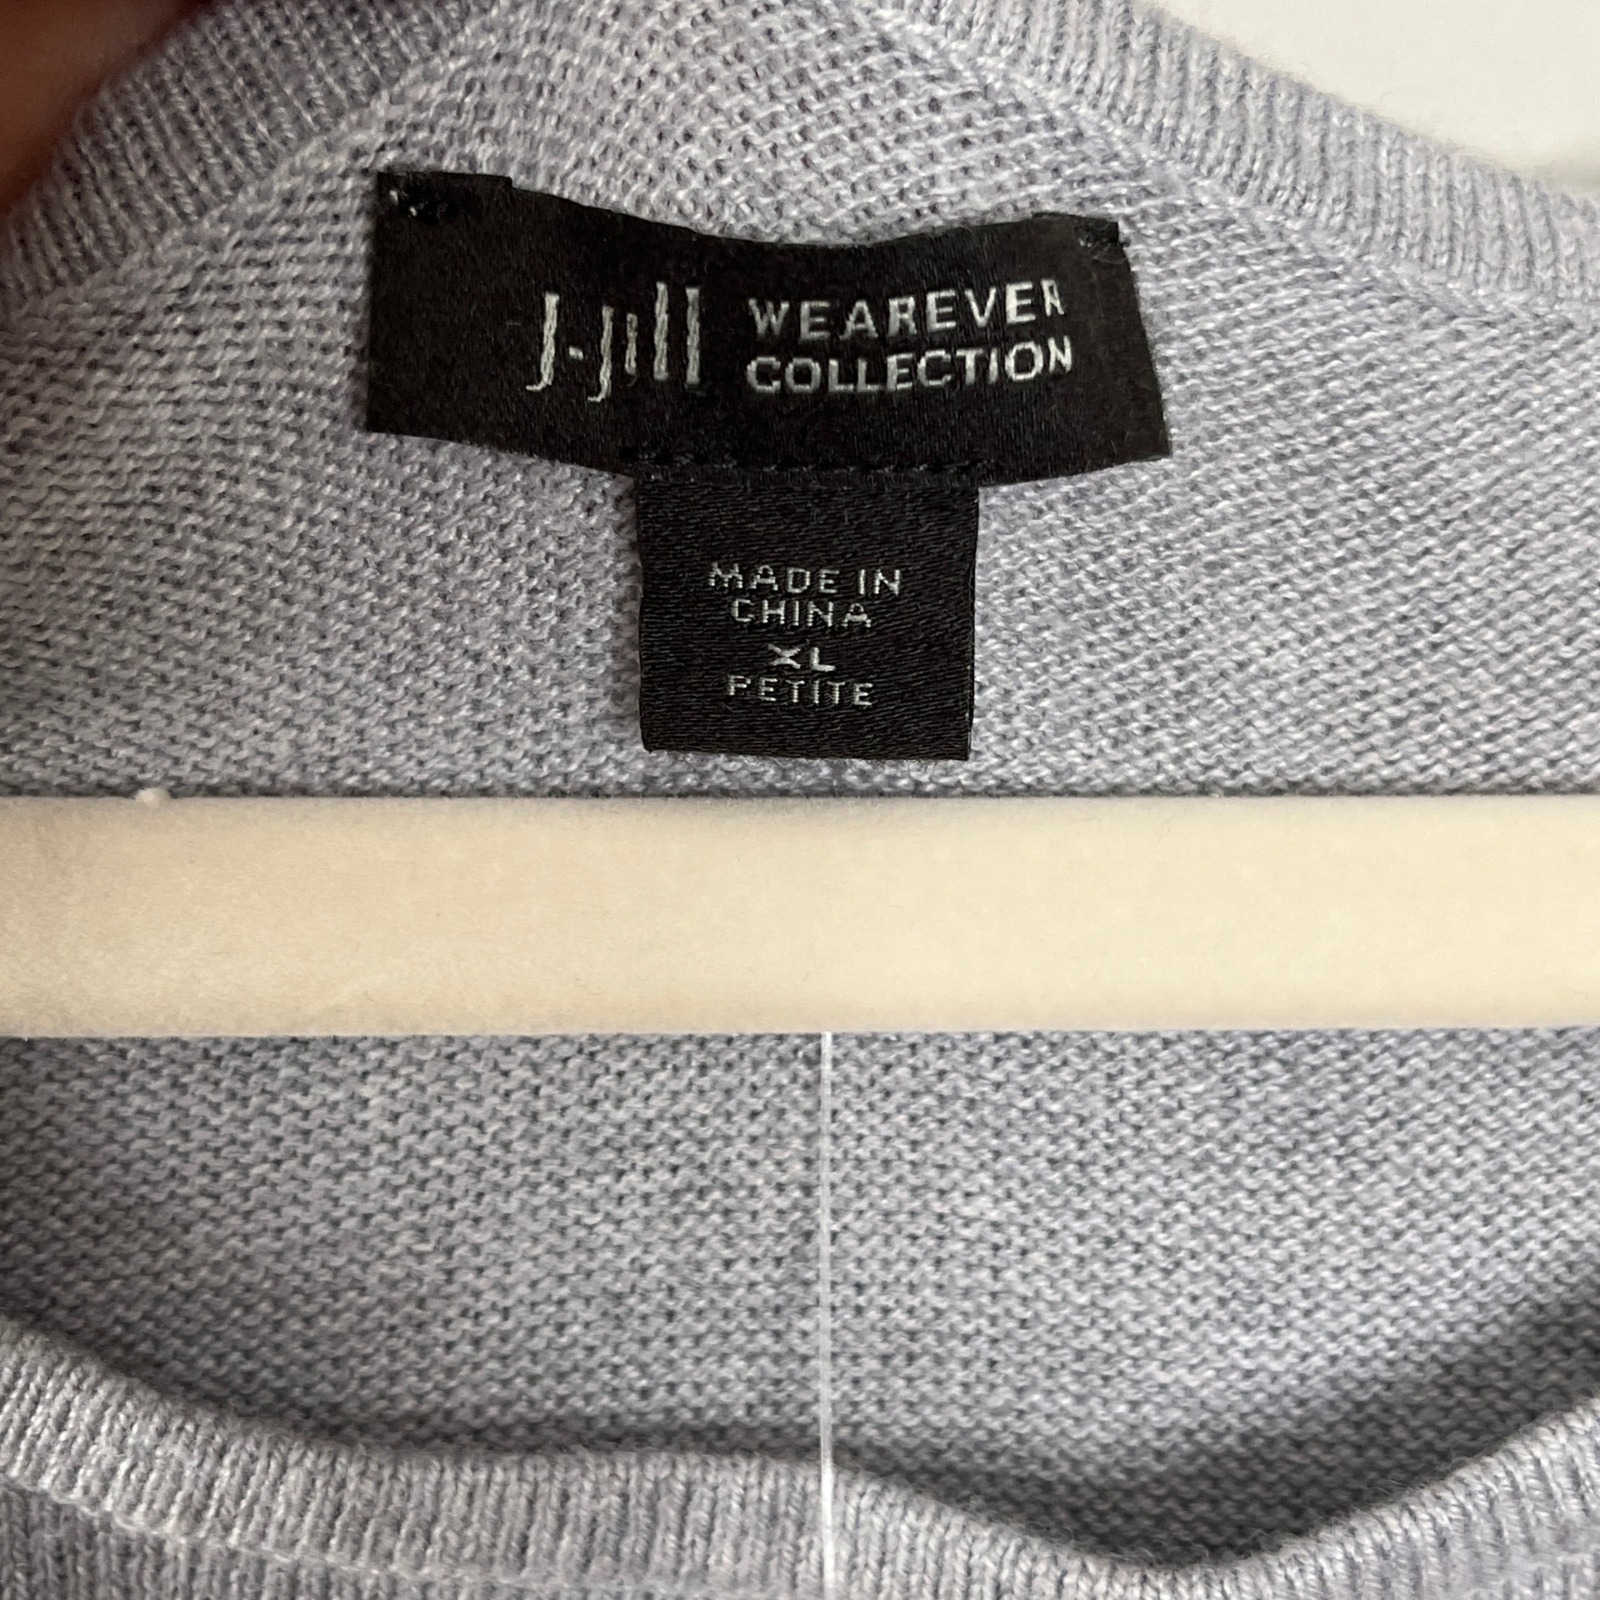 J.Jill WEAREVER
COLLECTION
MADE IN
CHINA
XL
PETITE